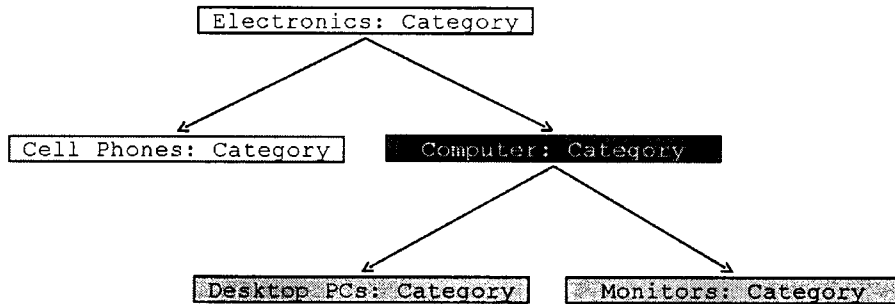 Electronics: Category
Cell Phones: Category
Computer: Category
Desktop PCs: Category
Monitors: Category